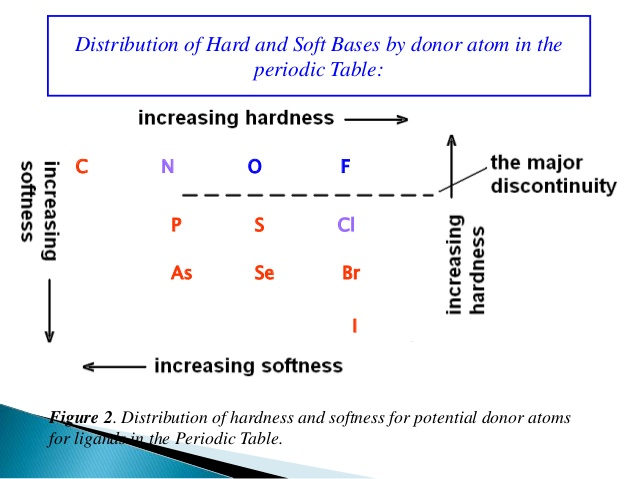 Distribution of Hard and Soft Bases by donor atom in the
periodic Table:
increasing hardness
C N O F
the major
discontinuity
increasing
softness
P S Cl
increasing
hardness
As Se Br
I
increasing softness
Figure 2. Distribution of hardness and softness for potential donor atoms
for ligands in the Periodic Table.